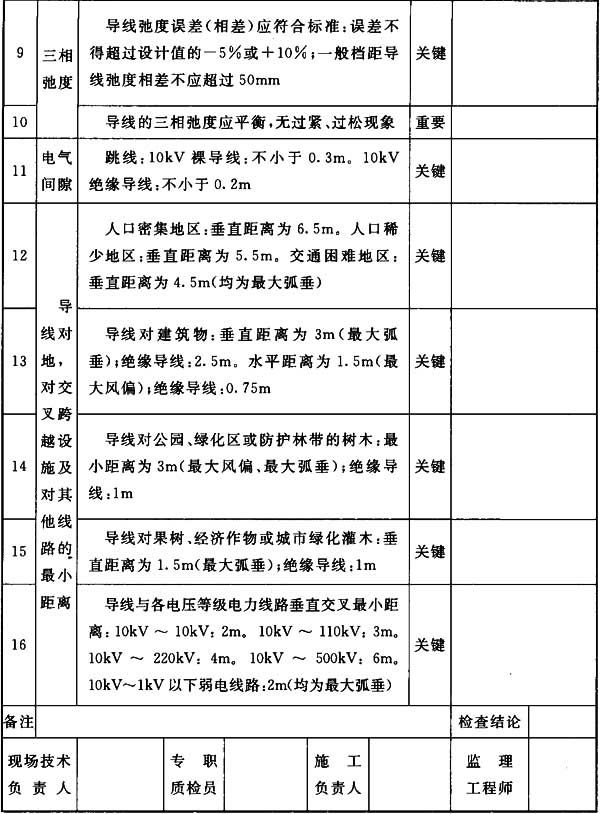 9
三相
弛度
导线弛度误差(相差)应符合标准:误差不
得超过设计值的-5%或+10%;一般档距导
线弛度相差不应超过50mm
关键
10
导线的三相弛度应平衡,无过紧、过松现象
重要
11
电气
间隙
跳线:10kV 裸导线:不小于 0.3m。10kV
绝缘导线:不小于 0.2m
关键
导
线对
地,
对交
叉跨
越设
施及
对其
他线
路的
最小
距离
12
人口密集地区:垂直距离为 6.5m。人口稀
少地区:垂直距离为 5.5m。交通困难地区:
垂直距离为 4.5m(均为最大弧垂)
关键
13
导线对建筑物:垂直距离为 3m(最大弧
垂);绝缘导线:2.5m。水平距离为 1.5m(最
大风偏);绝缘导线:0.75m
关键
14
导线对公园、绿化区或防护林带的树木:最
小距离为3m(最大风偏、最大弧垂);绝缘导
线:1m
关键
15
导线对果树、经济作物或城市绿化灌木:垂
直距离为 1.5m(最大弧垂);绝缘导线:1m
关键
16
导线与各电压等级电力线路垂直交叉最小距
离:10kV ~ 10kV:2m。10kV ~ 110kV:3m。
10kV ~ 220kV:4m。10kV ~ 500kV:6m。
10kV~1kV 以下弱电线路:2m(均为最大弧垂)
关键
备注
检查结论
现场技术
负责人
专职
质检员
施工
负责人
监理
工程师